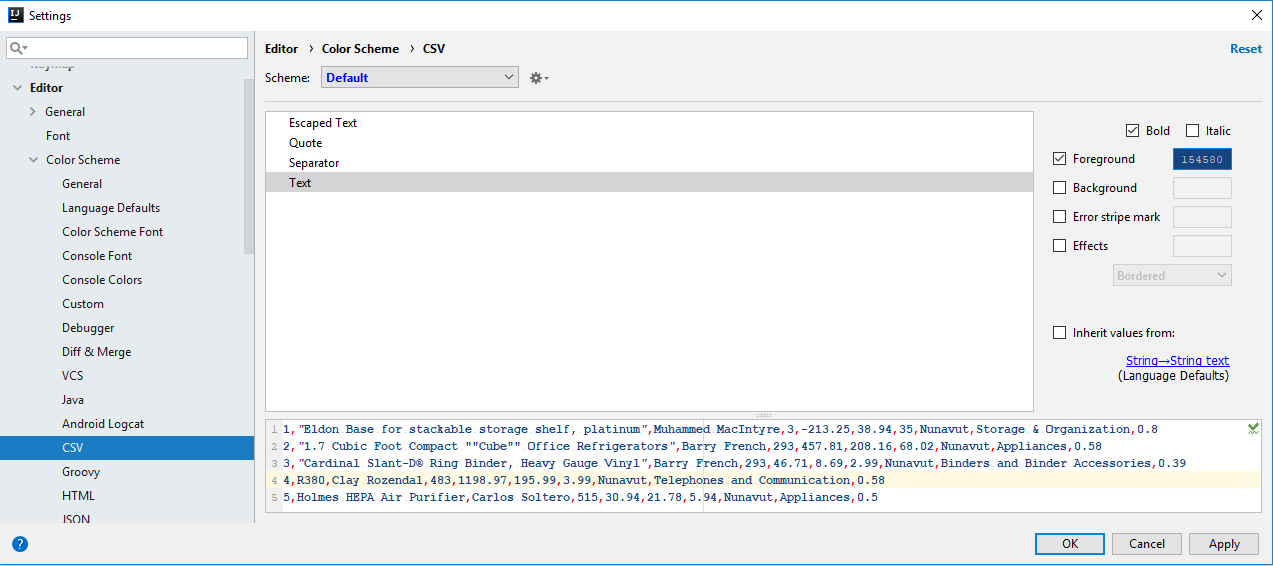 IJ Settings
Editor › Color Scheme › CSV
Reset
Scheme: Default
Keymap
Editor
General
Font
Color Scheme
General
Language Defaults
Color Scheme Font
Console Font
Console Colors
Custom
Debugger
Diff & Merge
VCS
Java
Android Logcat
CSV
Groovy
HTML
JSON
Escaped Text
Quote
Separator
Text
Bold Italic
Foreground 154580
Background
Error stripe mark
Effects
Bordered
Inherit values from:
String→String text
(Language Defaults)
1 1,"Eldon Base for stackable storage shelf, platinum",Muhammed MacIntyre,3,-213.25,38.94,35,Nunavut,Storage & Organization,0.8
2 2,"1.7 Cubic Foot Compact ""Cube"" Office Refrigerators",Barry French,293,457.81,208.16,68.02,Nunavut,Appliances,0.58
3 3,"Cardinal Slant-D® Ring Binder, Heavy Gauge Vinyl",Barry French,293,46.71,8.69,2.99,Nunavut,Binders and Binder Accessories,0.39
4 4,R380,Clay Rozendal,483,1198.97,195.99,3.99,Nunavut,Telephones and Communication,0.58
5 5,Holmes HEPA Air Purifier,Carlos Soltero,515,30.94,21.78,5.94,Nunavut,Appliances,0.5
?
OK Cancel Apply